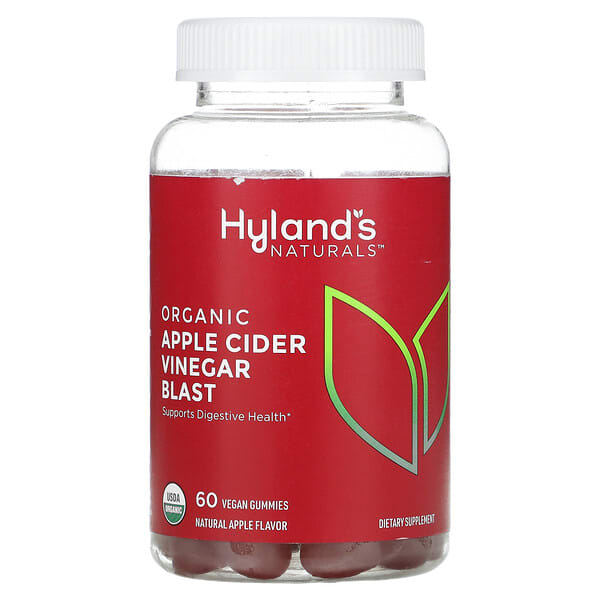 Hyland's
NATURALS™
ORGANIC
APPLE CIDER
VINEGAR
BLAST
Supports Digestive Health*
USDA
ORGANIC
60 VEGAN GUMMIES
NATURAL APPLE FLAVOR
DIETARY SUPPLEMENT